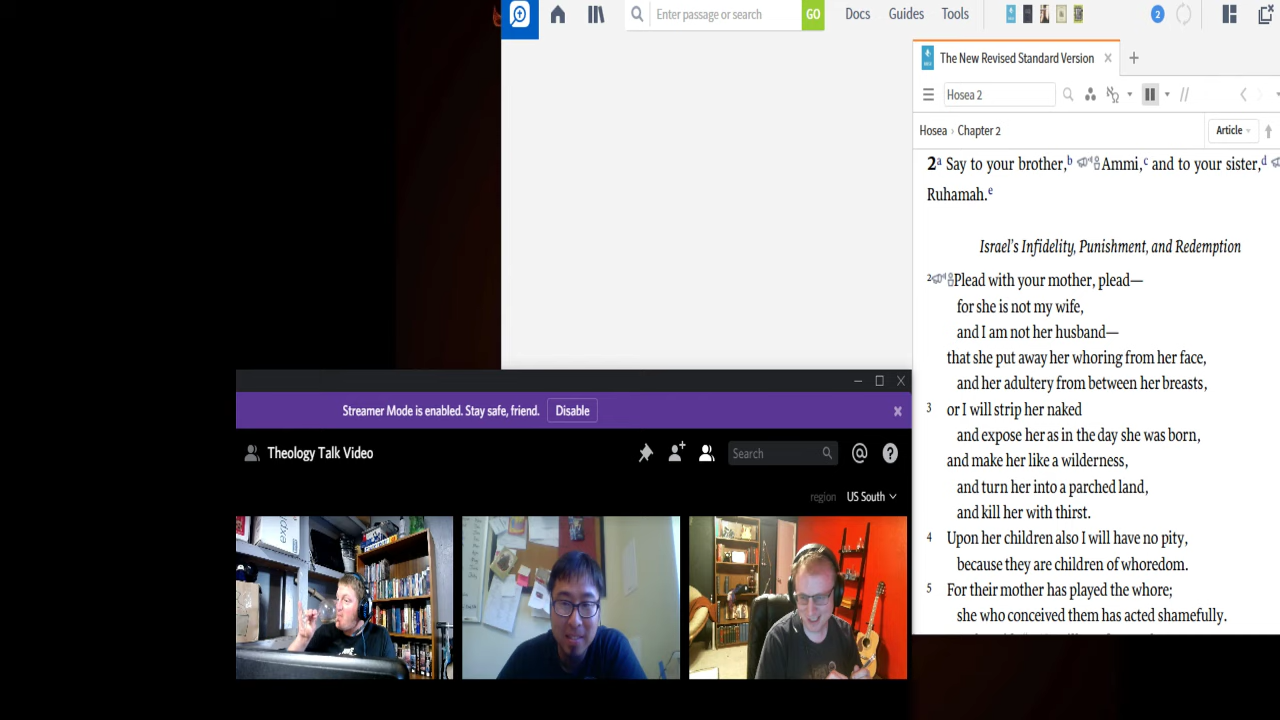 Enter passage or search
GO
Docs
Guides
Tools
2
The New Revised Standard Version
Hosea 2
Hosea › Chapter 2
Article
2a Say to your brother,b Ammi,c and to your sister,d
Ruhamah.e
Israel's Infidelity, Punishment, and Redemption
2 Plead with your mother, plead—
for she is not my wife,
and I am not her husband—
that she put away her whoring from her face,
and her adultery from between her breasts,
3 or I will strip her naked
and expose her as in the day she was born,
and make her like a wilderness,
and turn her into a parched land,
and kill her with thirst.
4 Upon her children also I will have no pity,
because they are children of whoredom.
5 For their mother has played the whore;
she who conceived them has acted shamefully.
Streamer Mode is enabled. Stay safe, friend.
Disable
Theology Talk Video
Search
region
US South